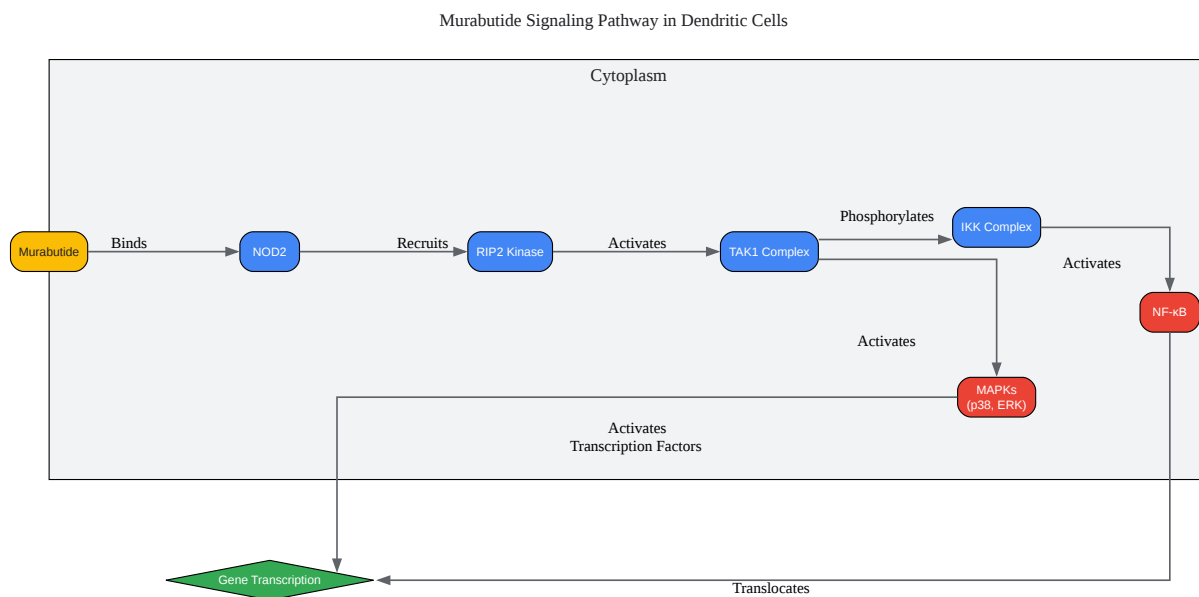 Murabutide Signaling Pathway in Dendritic Cells
Cytoplasm
Murabutide
Binds
NOD2
Recruits
RIP2 Kinase
Activates
TAK1 Complex
Phosphorylates
IKK Complex
Activates
NF-κB
Activates
MAPKs
(p38, ERK)
Activates
Transcription Factors
Gene Transcription
Translocates